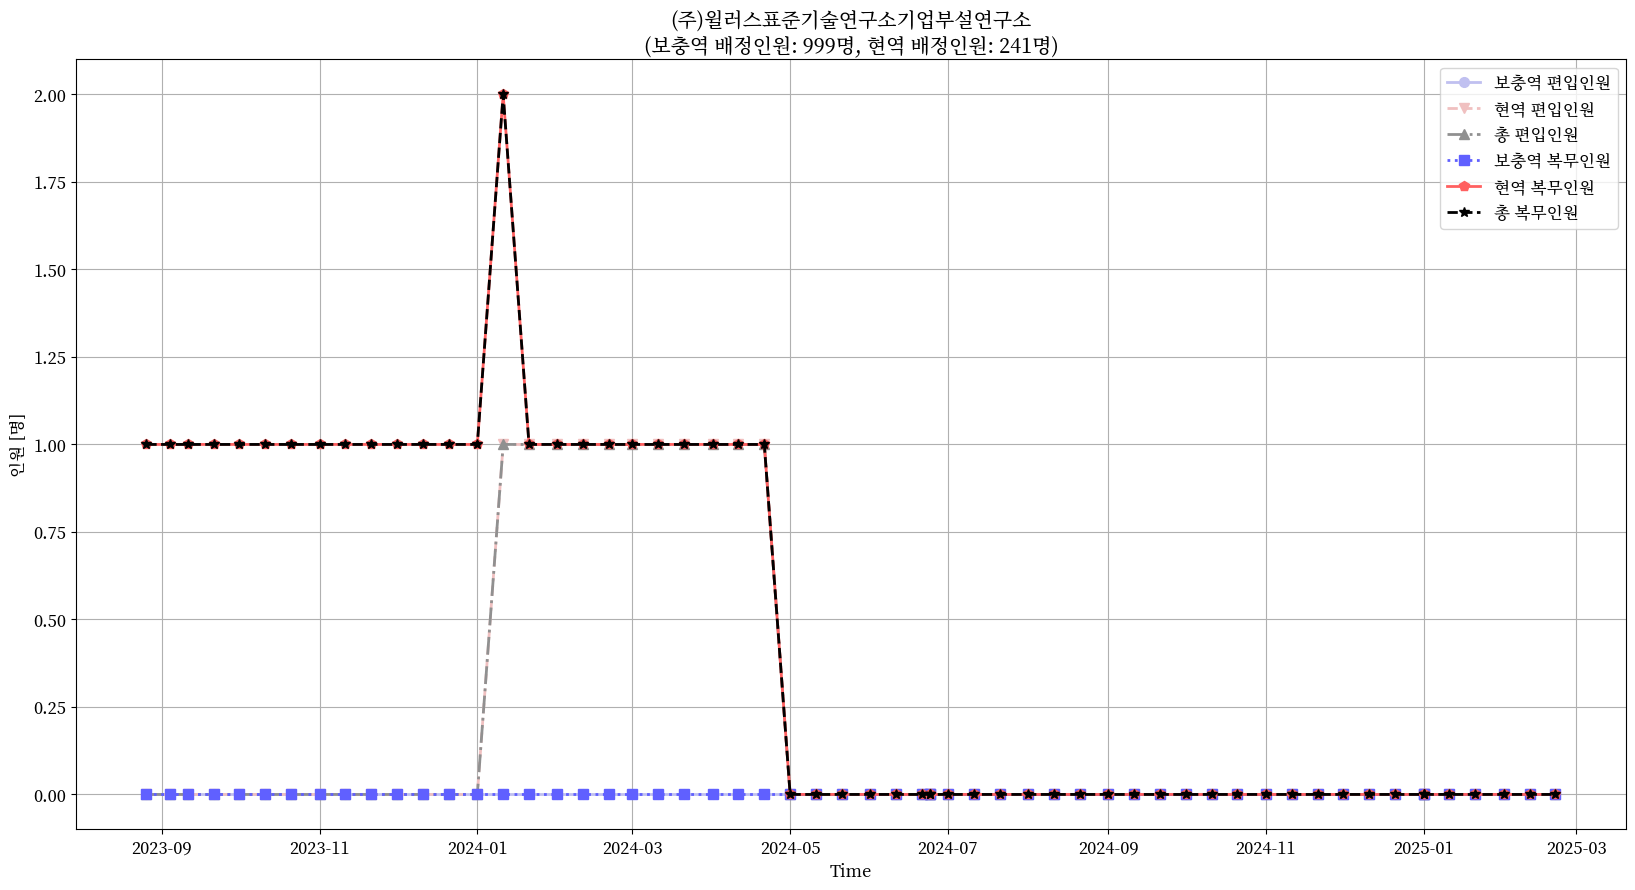 (주)윌러스표준기술연구소기업부설연구소
(보충역 배정인원: 999명, 현역 배정인원: 241명)
보충역 편입인원
현역 편입인원
총 편입인원
보충역 복무인원
현역 복무인원
총 복무인원
2.00
1.75
1.50
1.25
1.00
0.75
0.50
0.25
0.00
인원 [명]
2023-09
2023-11
2024-01
2024-03
2024-05
2024-07
2024-09
2024-11
2025-01
2025-03
Time